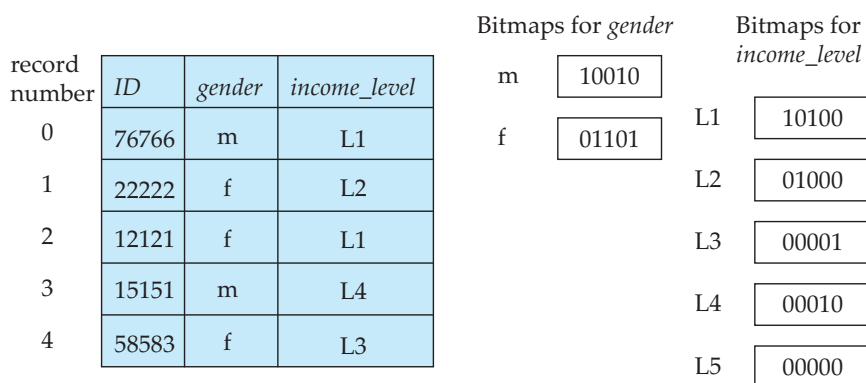 record number
ID gender income_level
0 76766 m L1
1 22222 f L2
2 12121 f L1
3 15151 m L4
4 58583 f L3
Bitmaps for gender
m 10010
f 01101
Bitmaps for
income_level
L1 10100
L2 01000
L3 00001
L4 00010
L5 00000